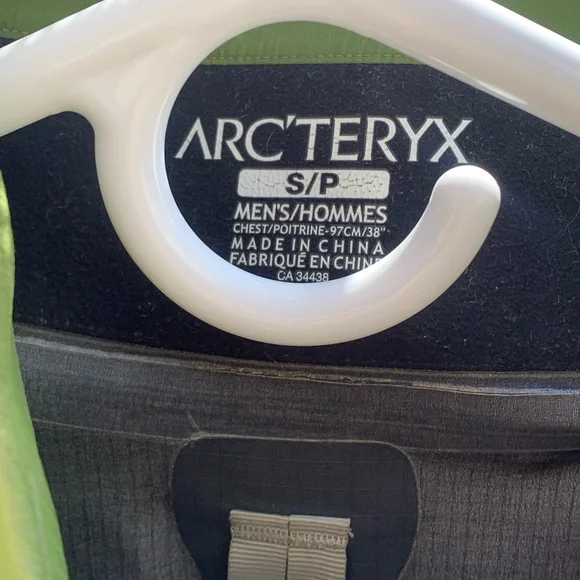 ARC'TERYX
S/P
MEN'S/HOMMES
CHEST/POITRINE-97CM/38"
MADE IN CHINA
FABRIQUÉ EN CHINE
CA 34438